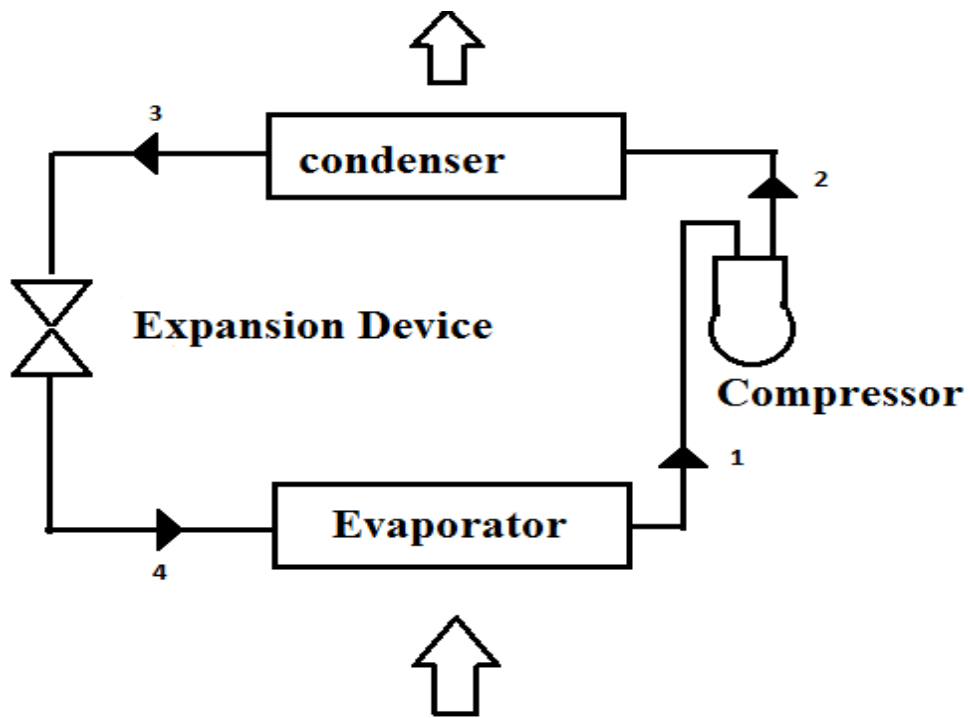 3
condenser
2
Expansion Device
Compressor
1
Evaporator
4